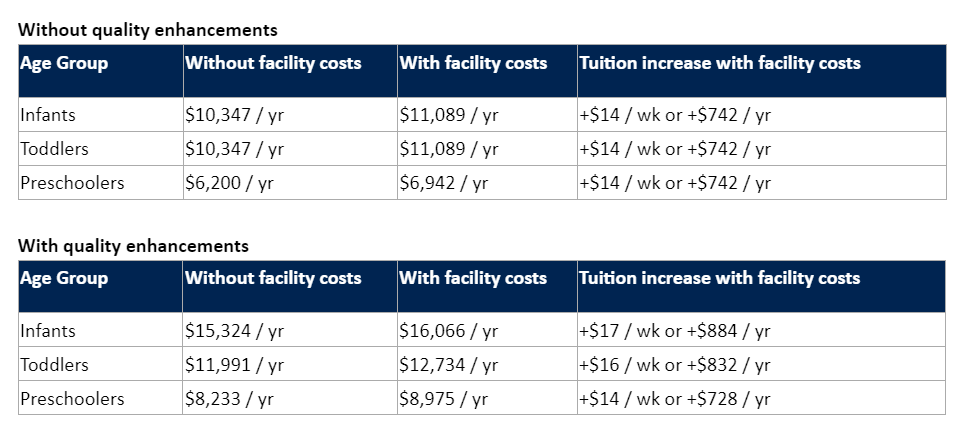 Without quality enhancements
Age Group Without facility costs With facility costs Tuition increase with facility costs
Infants $10,347 / yr $11,089 / yr +$14 / wk or +$742 / yr
Toddlers $10,347 / yr $11,089 / yr +$14 / wk or +$742 / yr
Preschoolers $6,200 / yr $6,942 / yr +$14 / wk or +$742 / yr
With quality enhancements
Age Group Without facility costs With facility costs Tuition increase with facility costs
Infants $15,324 / yr $16,066 / yr +$17 / wk or +$884 / yr
Toddlers $11,991 / yr $12,734 / yr +$16 / wk or +$832 / yr
Preschoolers $8,233 / yr $8,975 / yr +$14 / wk or +$728 / yr